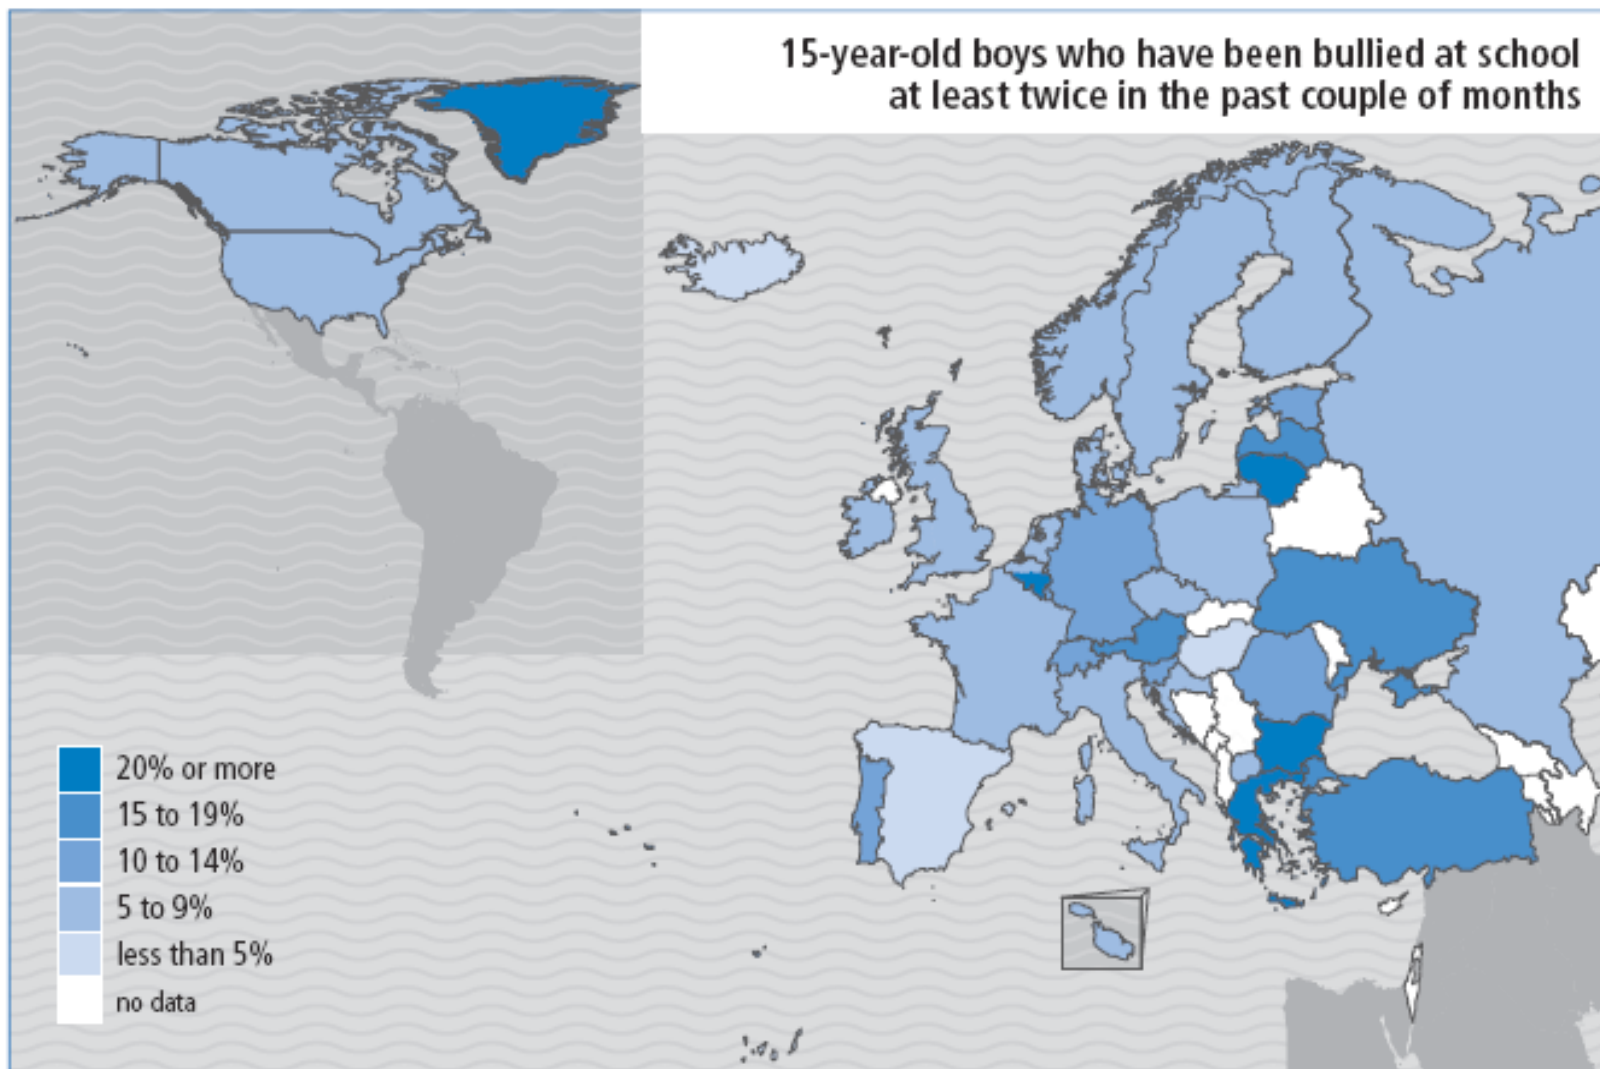 15-year-old boys who have been bullied at school
at least twice in the past couple of months
20% or more
15 to 19%
10 to 14%
5 to 9%
less than 5%
no data